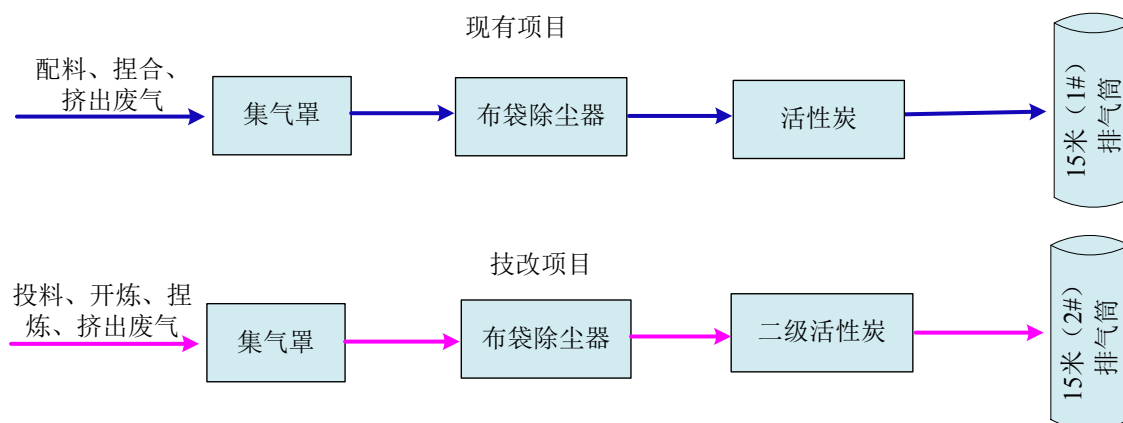 现有项目
配料、捏合、
挤出废气
集气罩
布袋除尘器
活性炭
15米（1#）
排气筒
技改项目
投料、开炼、捏
炼、挤出废气
集气罩
布袋除尘器
二级活性炭
15米（2#）
排气筒